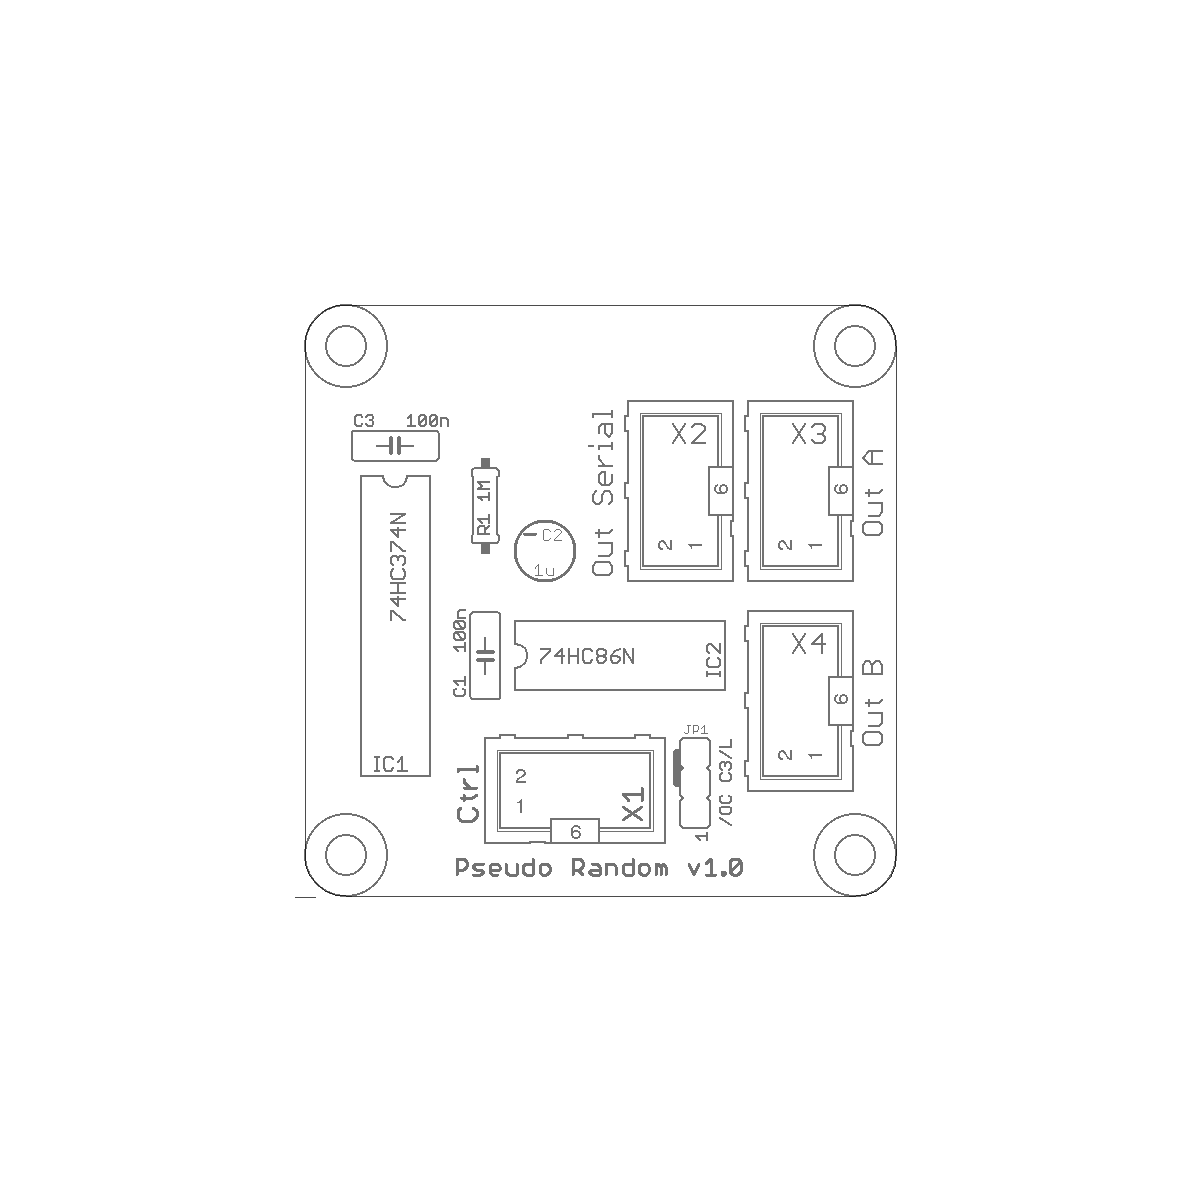 C3 100n
R1 1M
74HC374N
IC1
C2
1u
Out Serial
X2
6
2 1
X3
6
2 1
Out A
C1 100n
74HC86N
IC2
X4
6
2 1
Out B
Ctrl
2
1
X1
6
JP1
1
/OC C3/L
Pseudo Random v1.0